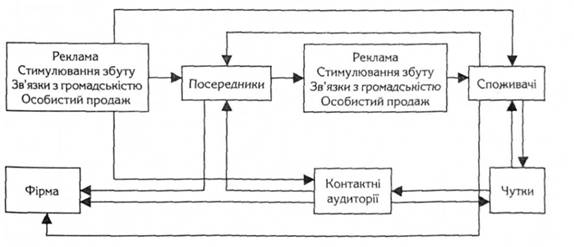 Реклама
Стимулювання збуту
Зв'язки з громадськістю
Особистий продаж
Посередники
Реклама
Стимулювання збуту
Зв'язки з громадськістю
Особистий продаж
Споживачі
Фірма
Контактні
аудиторії
Чутки